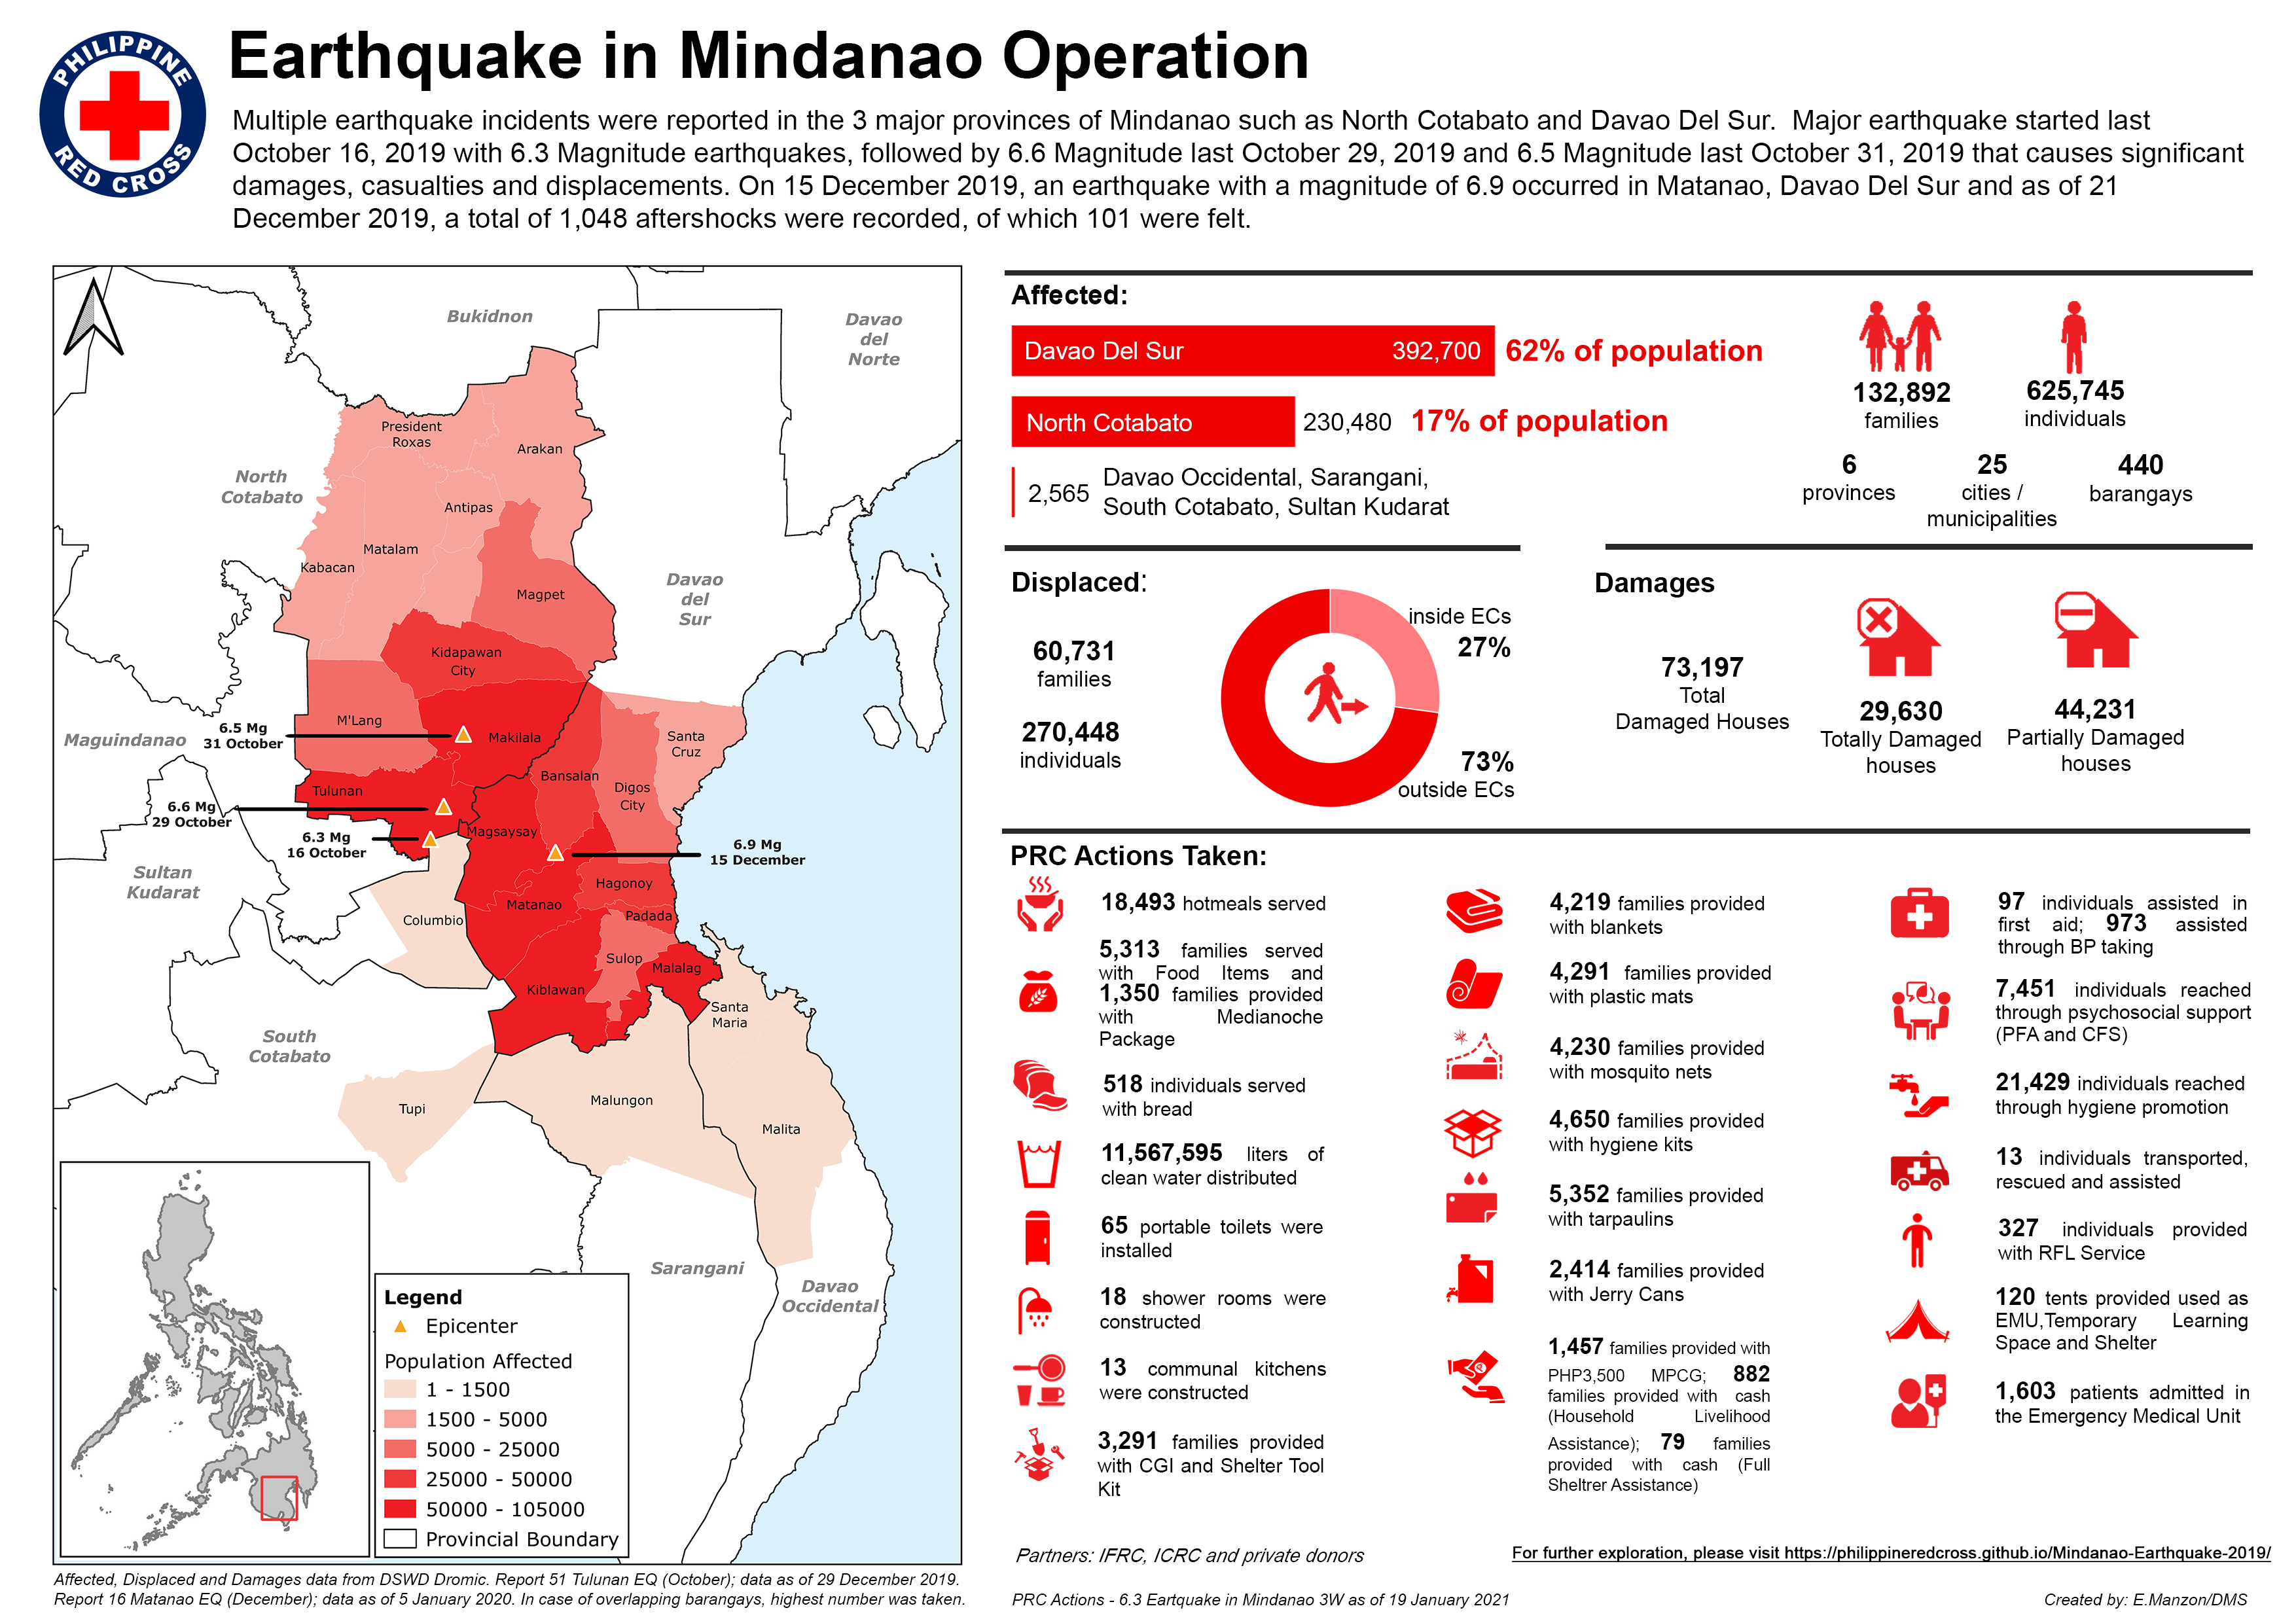 PHILIPPINE
RED CROSS
Earthquake in Mindanao Operation
Multiple earthquake incidents were reported in the 3 major provinces of Mindanao such as North Cotabato and Davao Del Sur.  Major earthquake started last
October 16, 2019 with 6.3 Magnitude earthquakes, followed by 6.6 Magnitude last October 29, 2019 and 6.5 Magnitude last October 31, 2019 that causes significant
damages, casualties and displacements. On 15 December 2019, an earthquake with a magnitude of 6.9 occurred in Matanao, Davao Del Sur and as of 21
December 2019, a total of 1,048 aftershocks were recorded, of which 101 were felt.
Bukidnon
Davao
del
Norte
President
Roxas
Arakan
North
Cotabato
Antipas
Matalam
Kabacan
Davao
del
Sur
Magpet
Kidapawan
City
M'Lang
6.5 Mg
31 October
Maguindanao
Makilala
Santa
Cruz
Bansalan
Digos
City
Tulunan
6.6 Mg
29 October
6.3 Mg
16 October
Magsaysay
6.9 Mg
15 December
Sultan
Kudarat
Hagonoy
Matanao
Padada
Columbio
Sulop
Malalag
Kiblawan
Santa
Maria
South
Cotabato
Tupi
Malungon
Malita
Sarangani
Davao
Occidental
Legend
Epicenter
Population Affected
1 - 1500
1500 - 5000
5000 - 25000
25000 - 50000
50000 - 105000
Provincial Boundary
Affected, Displaced and Damages data from DSWD Dromic. Report 51 Tulunan EQ (October); data as of 29 December 2019.
Report 16 Matanao EQ (December); data as of 5 January 2020. In case of overlapping barangays, highest number was taken.
Affected:
Davao Del Sur 392,700 62% of population
North Cotabato 230,480 17% of population
2,565 Davao Occidental, Sarangani,
South Cotabato, Sultan Kudarat
132,892
families
625,745
individuals
6
provinces
25
cities /
municipalities
440
barangays
Displaced:
60,731
families
270,448
individuals
inside ECs
27%
73%
outside ECs
Damages
73,197
Total
Damaged Houses
29,630
Totally Damaged
houses
44,231
Partially Damaged
houses
PRC Actions Taken:
18,493 hotmeals served
5,313 families served
with Food Items and
1,350 families provided
with Medianoche
Package
518 individuals served
with bread
11,567,595 liters of
clean water distributed
65 portable toilets were
installed
18 shower rooms were
constructed
13 communal kitchens
were constructed
3,291 families provided
with CGI and Shelter Tool
Kit
4,219 families provided
with blankets
4,291 families provided
with plastic mats
4,230 families provided
with mosquito nets
4,650 families provided
with hygiene kits
5,352 families provided
with tarpaulins
2,414 families provided
with Jerry Cans
1,457 families provided with
PHP3,500 MPCG; 882
families provided with cash
(Household Livelihood
Assistance); 79 families
provided with cash (Full
Sheltrer Assistance)
97 individuals assisted in
first aid; 973 assisted
through BP taking
7,451 individuals reached
through psychosocial support
(PFA and CFS)
21,429 individuals reached
through hygiene promotion
13 individuals transported,
rescued and assisted
327 individuals provided
with RFL Service
120 tents provided used as
EMU,Temporary Learning
Space and Shelter
1,603 patients admitted in
the Emergency Medical Unit
Partners: IFRC, ICRC and private donors
For further exploration, please visit https://philippineredcross.github.io/Mindanao-Earthquake-2019/
PRC Actions - 6.3 Eartquake in Mindanao 3W as of 19 January 2021
Created by: E.Manzon/DMS